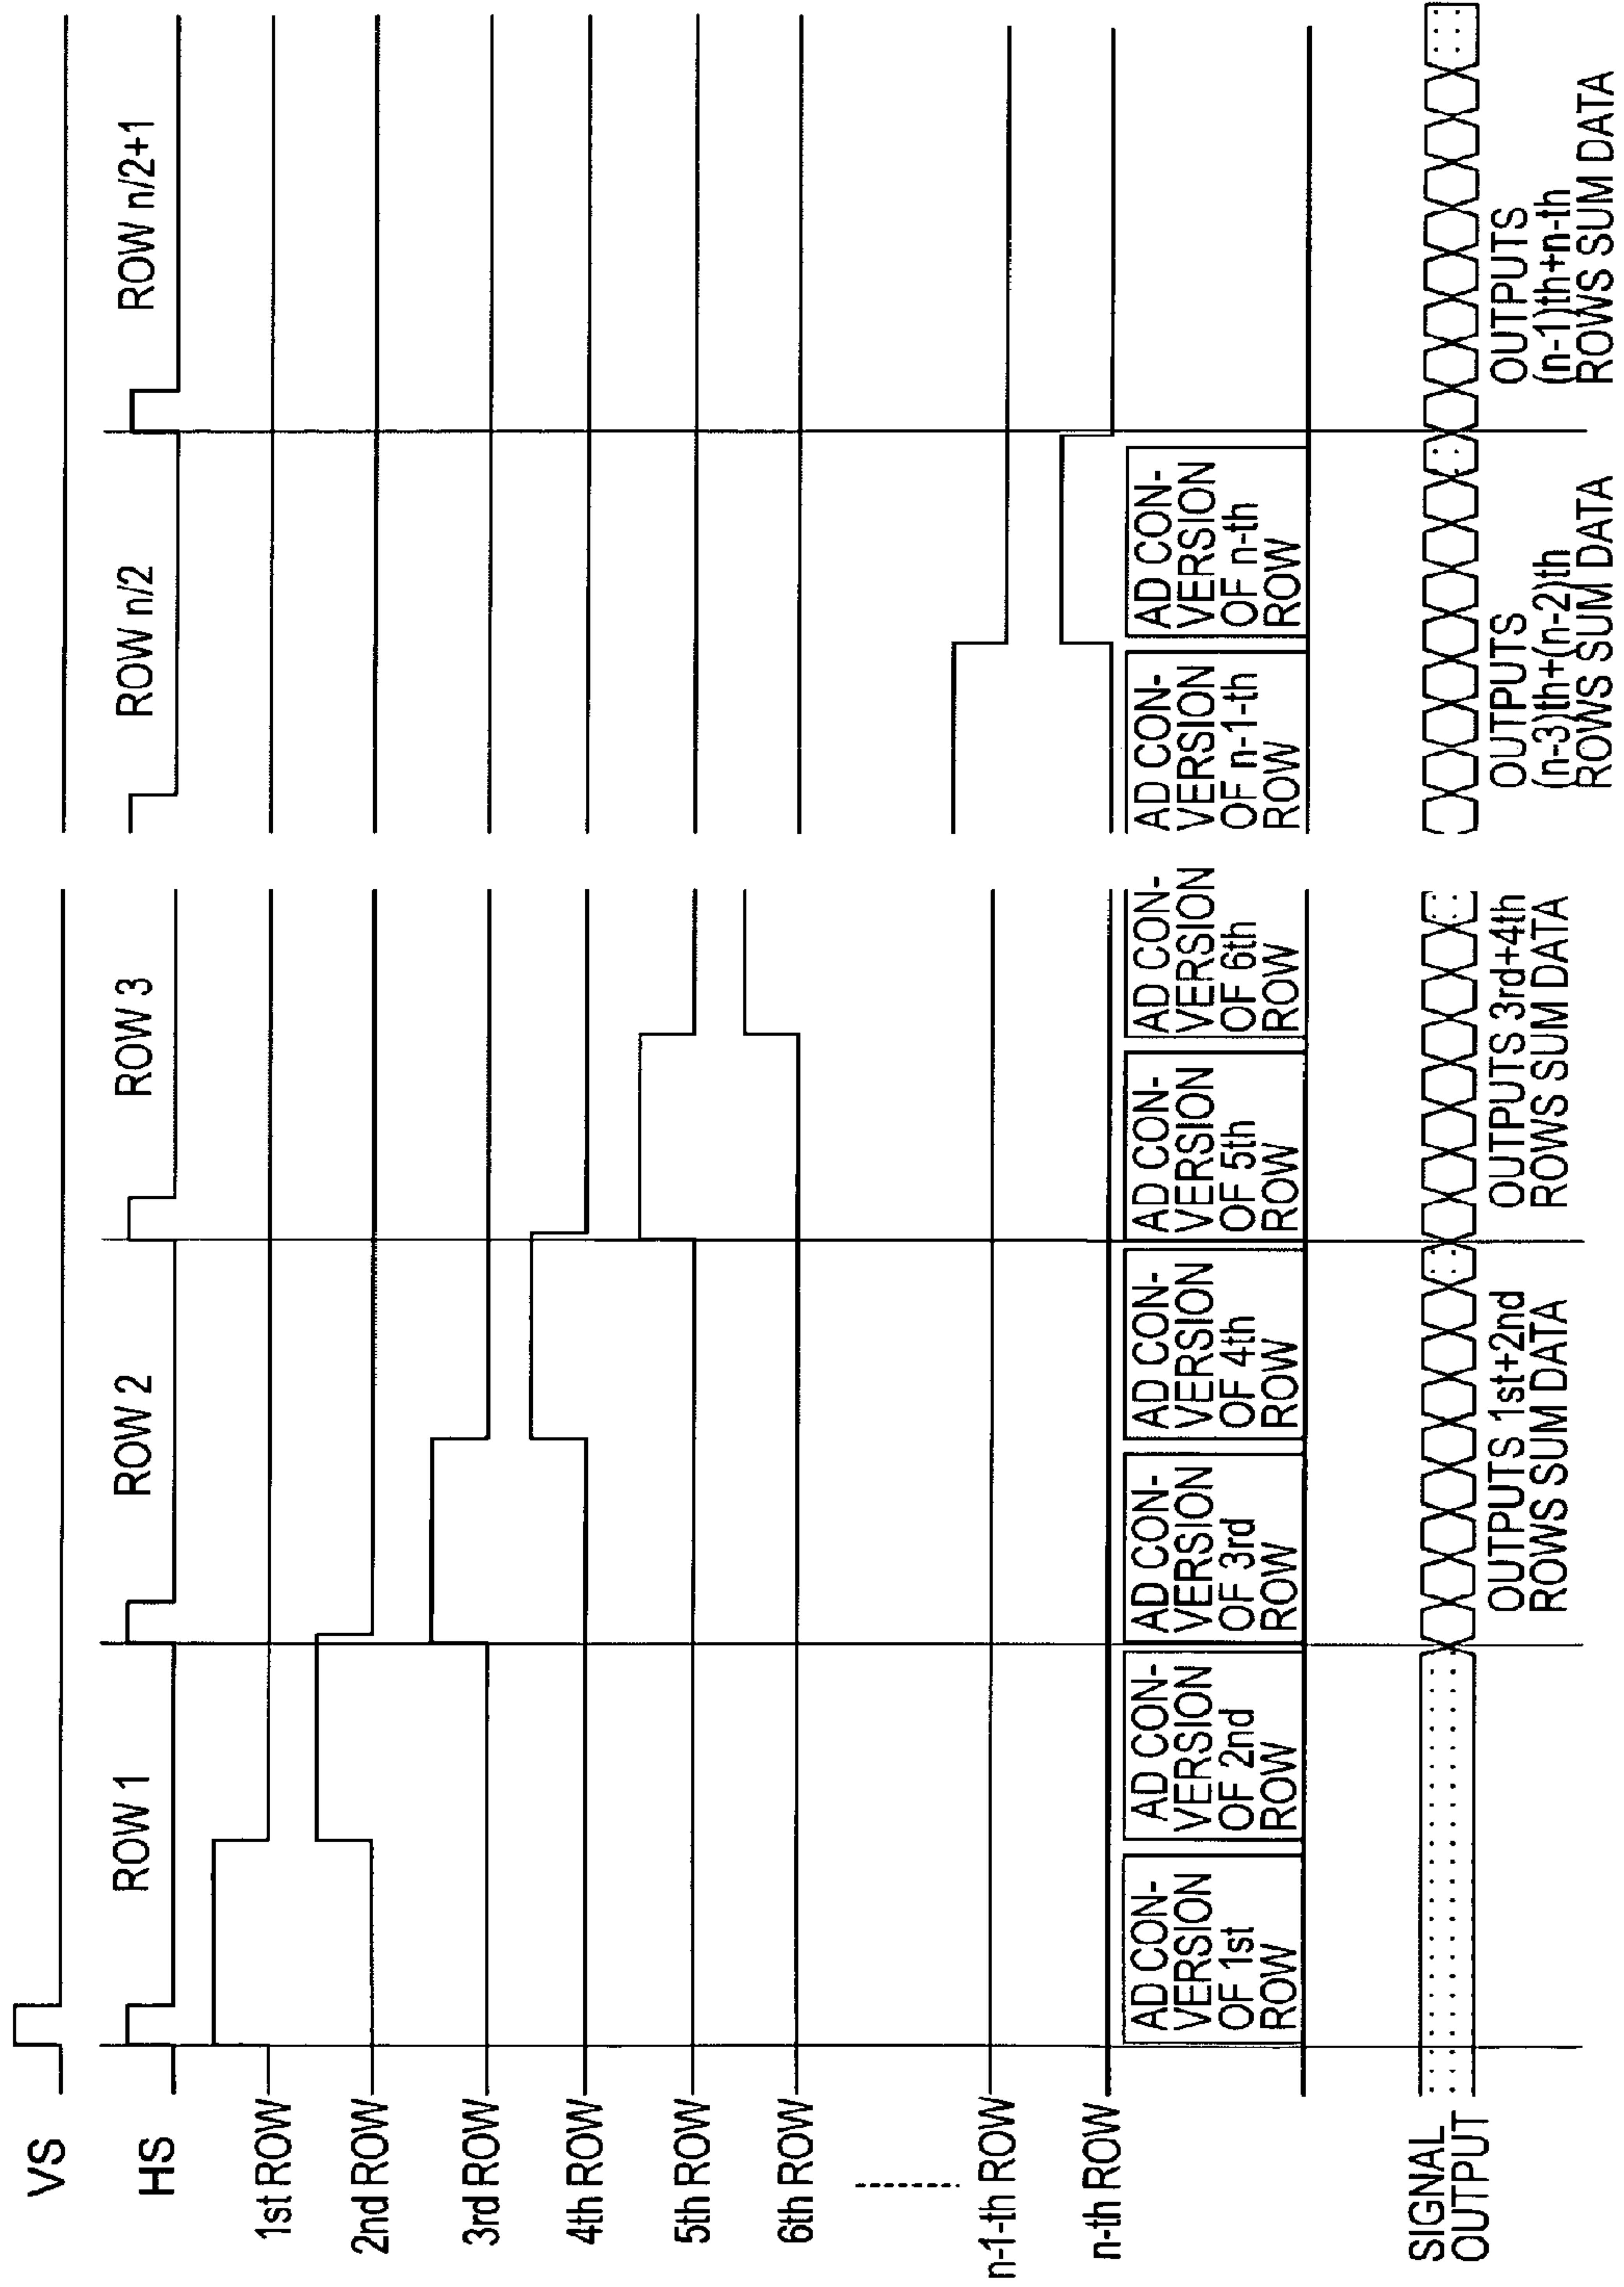 VS
HS
ROW 1
ROW 2
ROW 3
ROW n/2
ROW n/2+1
1st ROW
2nd ROW
3rd ROW
4th ROW
5th ROW
6th ROW
n-1-th ROW
n-th ROW
AD CON-
VERSION
OF 1st
ROW
AD CON-
VERSION
OF 2nd
ROW
AD CON-
VERSION
OF 3rd
ROW
AD CON-
VERSION
OF 4th
ROW
AD CON-
VERSION
OF 5th
ROW
AD CON-
VERSION
OF 6th
ROW
AD CON-
VERSION
OF n-1-th
ROW
AD CON-
VERSION
OF n-th
ROW
SIGNAL
OUTPUT
OUTPUTS 1st+2nd
ROWS SUM DATA
OUTPUTS 3rd+4th
ROWS SUM DATA
OUTPUTS
(n-3)th+(n-2)th
ROWS SUM DATA
OUTPUTS
(n-1)th+n-th
ROWS SUM DATA